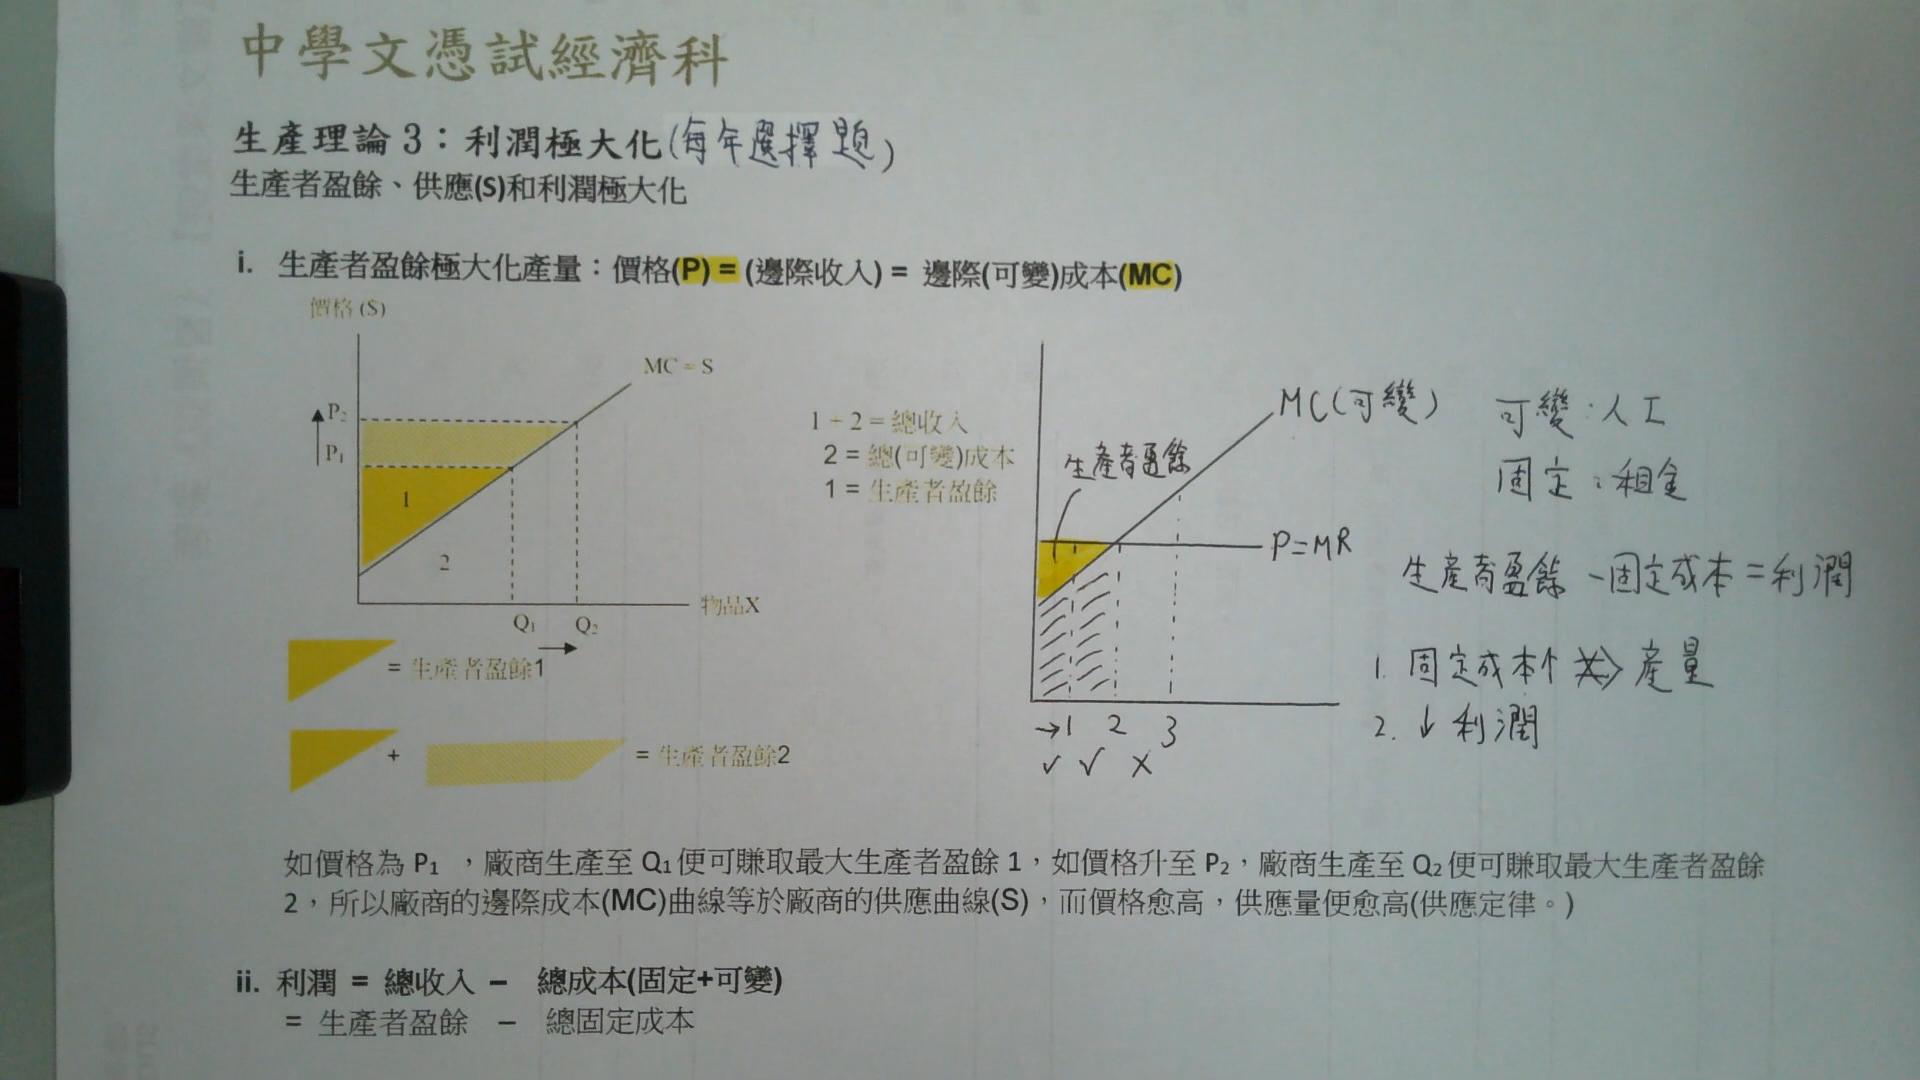 中學文憑試經濟科
生產理論 3：利潤極大化(每年選擇題)
生產者盈餘、供應(S)和利潤極大化
i. 生產者盈餘極大化產量：價格(P) = (邊際收入) = 邊際(可變)成本(MC)
價格 ($)
MC = S
P₂
P₁
1
2
物品X
Q₁ Q₂
1 + 2 = 總收入
2 = 總(可變)成本
1 = 生產者盈餘
= 生產者盈餘1
+ = 生產者盈餘2
MC(可變)
生產者盈餘
P=MR
→1 2 3
✓ ✓ ✗
可變：人工
固定：租金
生產者盈餘 - 固定成本 = 利潤
1. 固定成本↑ ⇏ 產量
2. ↓ 利潤
如價格為 P₁ ，廠商生產至 Q₁ 便可賺取最大生產者盈餘 1，如價格升至 P₂，廠商生產至 Q₂ 便可賺取最大生產者盈餘
2，所以廠商的邊際成本(MC)曲線等於廠商的供應曲線(S)，而價格愈高，供應量便愈高(供應定律。)
ii. 利潤 = 總收入 – 總成本(固定+可變)
= 生產者盈餘 – 總固定成本